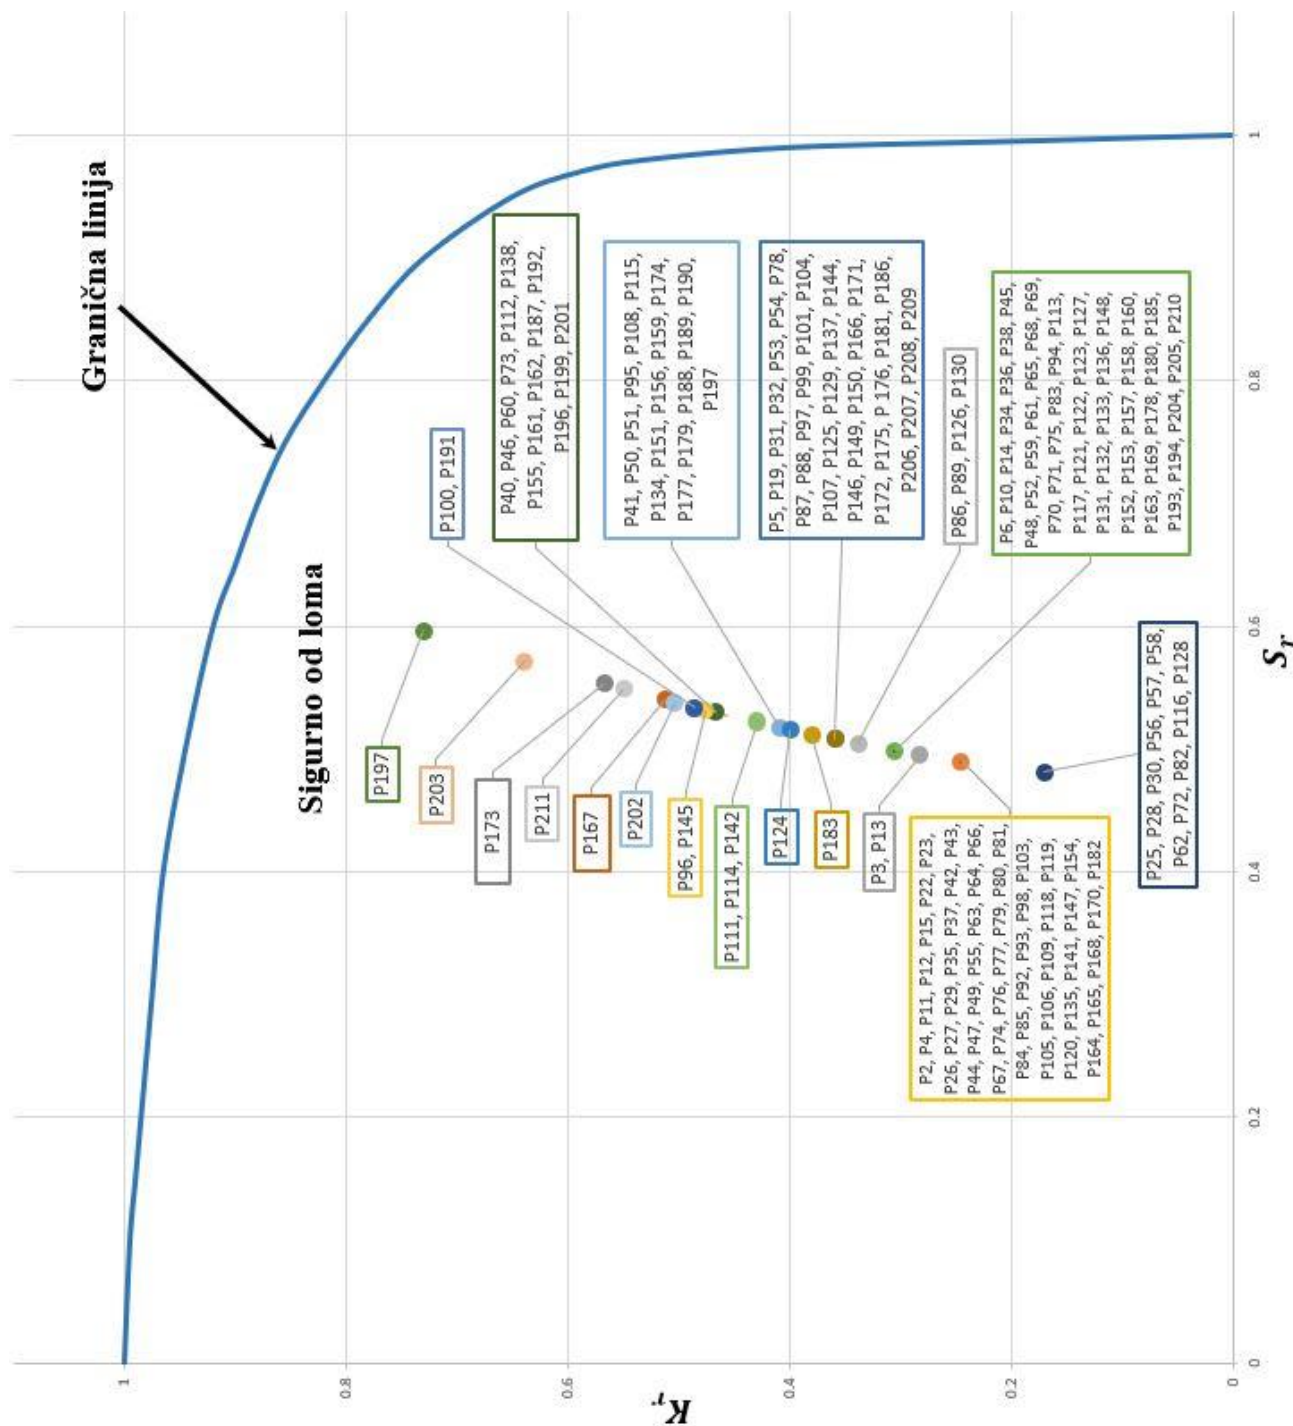 Granična linija
Sigurno od loma
P100, P191
P40, P46, P60, P73, P112, P138,
P155, P161, P162, P187, P192,
P196, P199, P201
P41, P50, P51, P95, P108, P115,
P134, P151, P156, P159, P174,
P177, P179, P188, P189, P190,
P197
P5, P19, P31, P32, P53, P54, P78,
P87, P88, P97, P99, P101, P104,
P107, P125, P129, P137, P144,
P146, P149, P150, P166, P171,
P172, P175, P 176, P181, P186,
P206, P207, P208, P209
P86, P89, P126, P130
P6, P10, P14, P34, P36, P38, P45,
P48, P52, P59, P61, P65, P68, P69,
P70, P71, P75, P83, P94, P113,
P117, P121, P122, P123, P127,
P131, P132, P133, P136, P148,
P152, P153, P157, P158, P160,
P163, P169, P178, P180, P185,
P193, P194, P204, P205, P210
P197
P203
P173
P211
P167
P202
P96, P145
P111, P114, P142
P124
P183
P3, P13
P2, P4, P11, P12, P15, P22, P23,
P26, P27, P29, P35, P37, P42, P43,
P44, P47, P49, P55, P63, P64, P66,
P67, P74, P76, P77, P79, P80, P81,
P84, P85, P92, P93, P98, P103,
P105, P106, P109, P118, P119,
P120, P135, P141, P147, P154,
P164, P165, P168, P170, P182
P25, P28, P30, P56, P57, P58,
P62, P72, P82, P116, P128
Kr
1
0.8
0.6
0.4
0.2
0
0
0.2
0.4
0.6
0.8
1
Sr